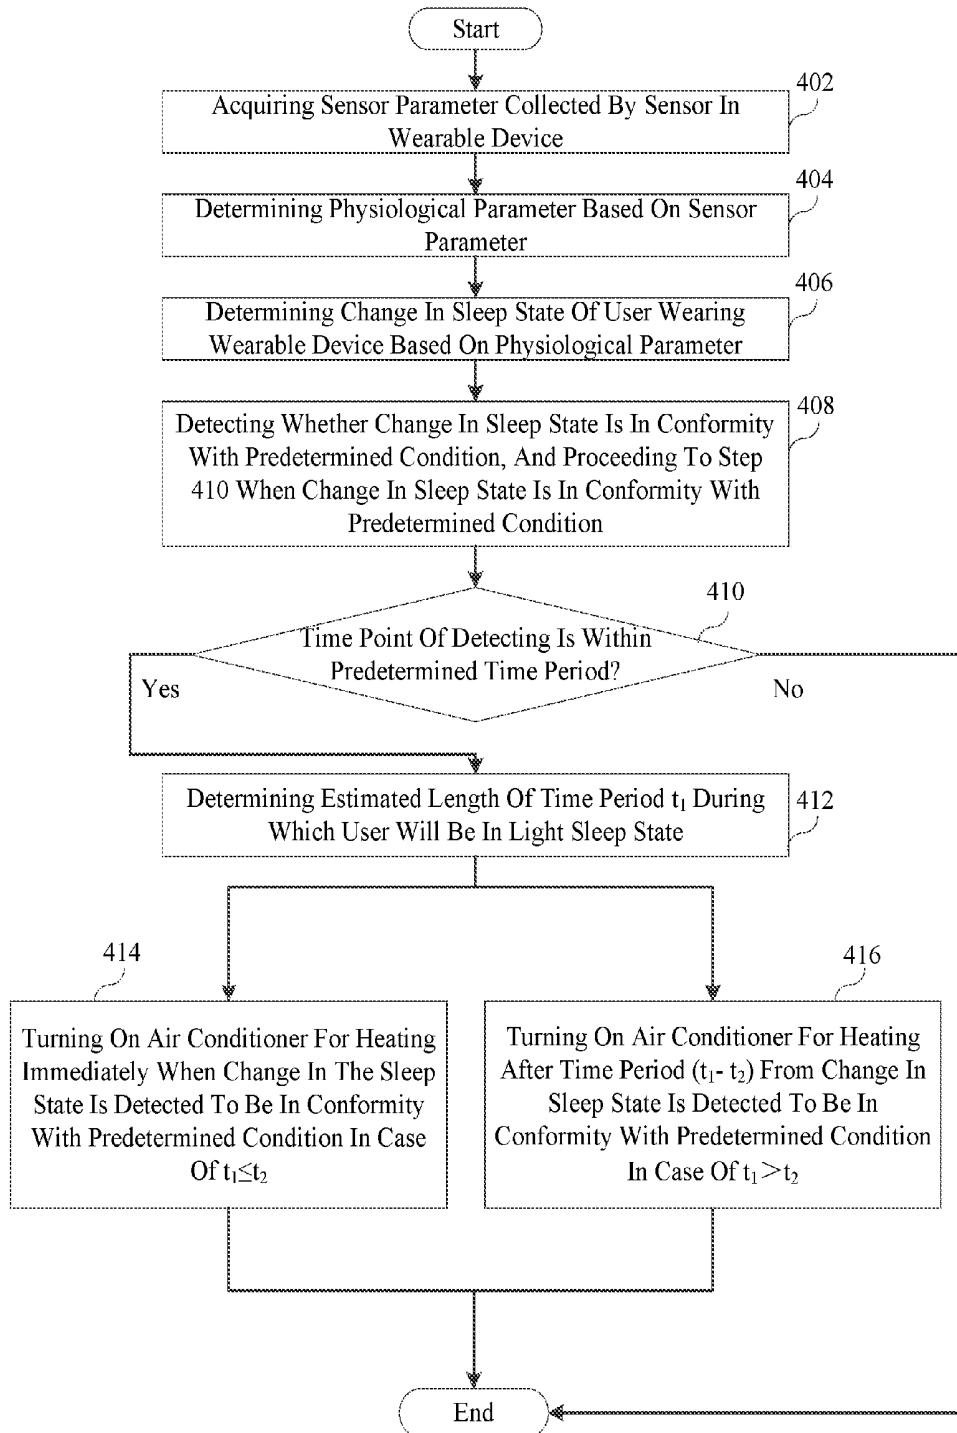 Start
402
Acquiring Sensor Parameter Collected By Sensor In
Wearable Device
404
Determining Physiological Parameter Based On Sensor
Parameter
406
Determining Change In Sleep State Of User Wearing
Wearable Device Based On Physiological Parameter
408
Detecting Whether Change In Sleep State Is In Conformity
With Predetermined Condition, And Proceeding To Step
410 When Change In Sleep State Is In Conformity With
Predetermined Condition
410
Time Point Of Detecting Is Within
Predetermined Time Period?
Yes
No
Determining Estimated Length Of Time Period t₁ During
Which User Will Be In Light Sleep State
412
414
Turning On Air Conditioner For Heating
Immediately When Change In The Sleep
State Is Detected To Be In Conformity
With Predetermined Condition In Case
Of t₁≤t₂
416
Turning On Air Conditioner For Heating
After Time Period (t₁- t₂) From Change In
Sleep State Is Detected To Be In
Conformity With Predetermined Condition
In Case Of t₁>t₂
End